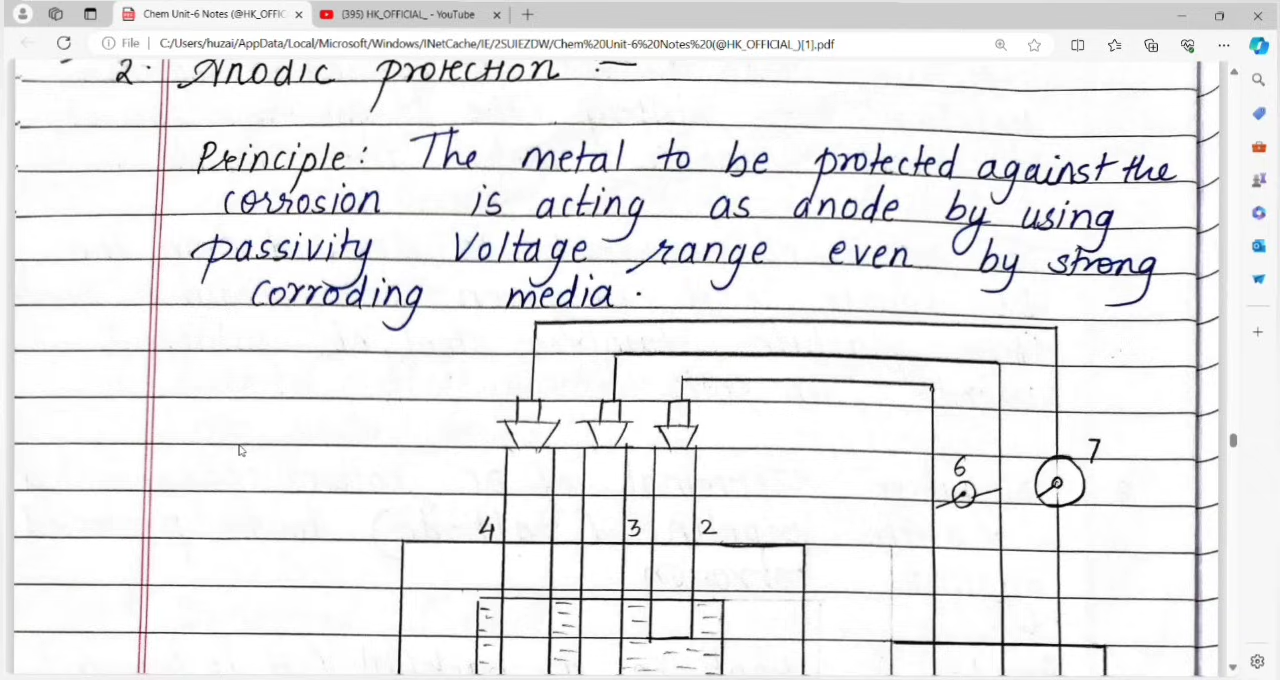 Chem Unit-6 Notes (@HK_OFFIC
(395) HK_OFFICIAL_ - YouTube
File
C:/Users/huzai/AppData/Local/Microsoft/Windows/INetCache/IE/2SUIEZDW/Chem%20Unit-6%20Notes%20(@HK_OFFICIAL_)[1].pdf
2. Anodic protection :-
Principle: The metal to be protected against the
corrosion is acting as anode by using
passivity Voltage range even by strong
corroding media.
7
6
4 3 2